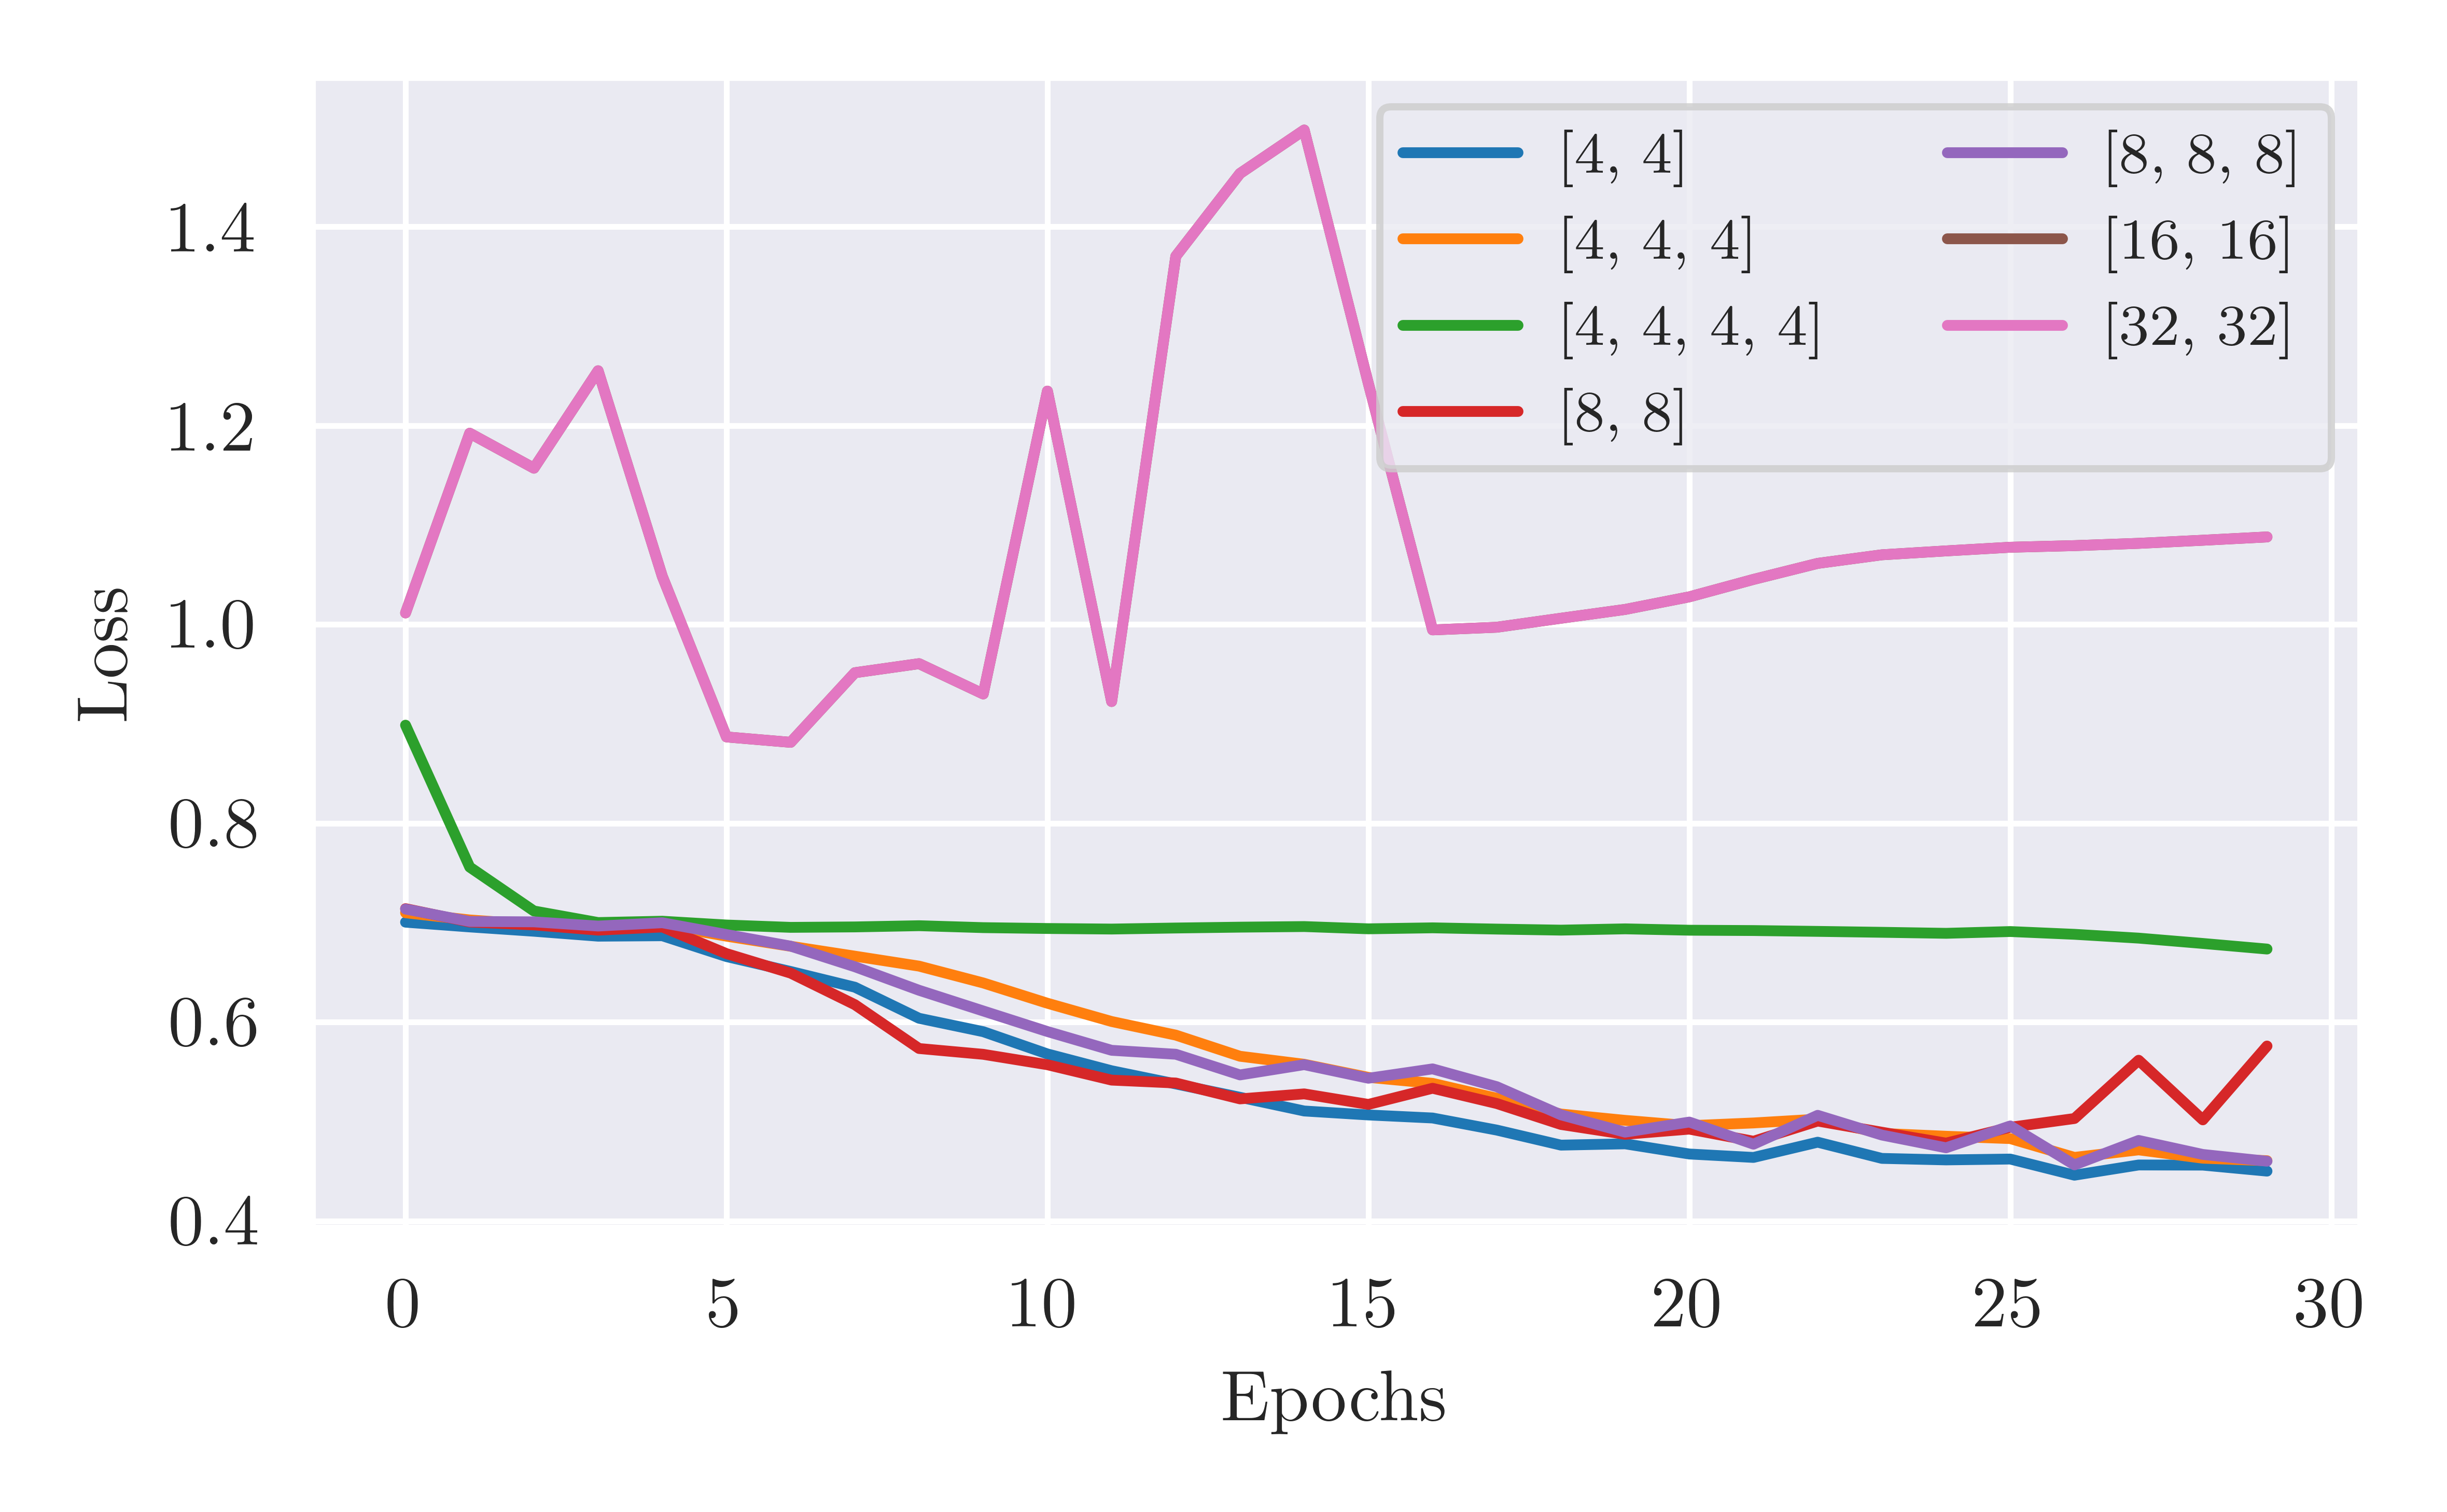 [4, 4]
[4, 4, 4]
[4, 4, 4, 4]
[8, 8]
[8, 8, 8]
[16, 16]
[32, 32]
1.4
1.2
1.0
0.8
0.6
0.4
Loss
0 5 10 15 20 25 30
Epochs